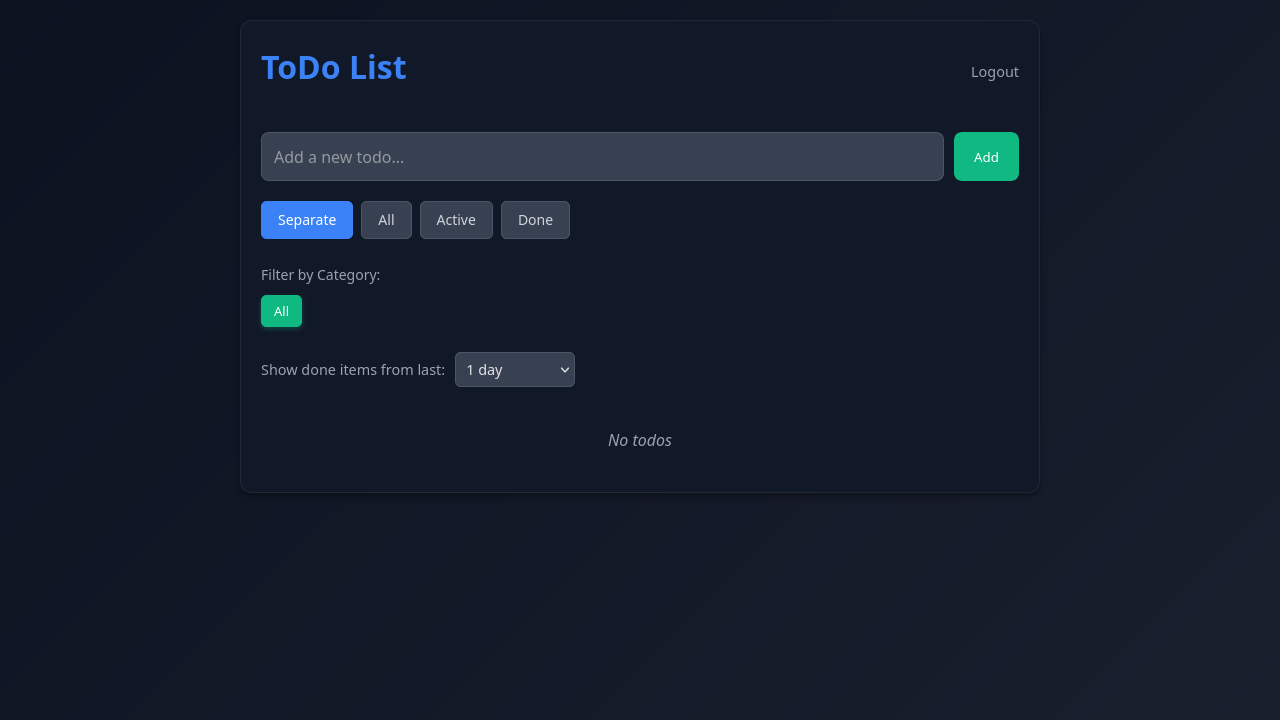 ToDo List
Logout
Add a new todo...
Add
Separate All Active Done
Filter by Category:
All
Show done items from last: 1 day
No todos